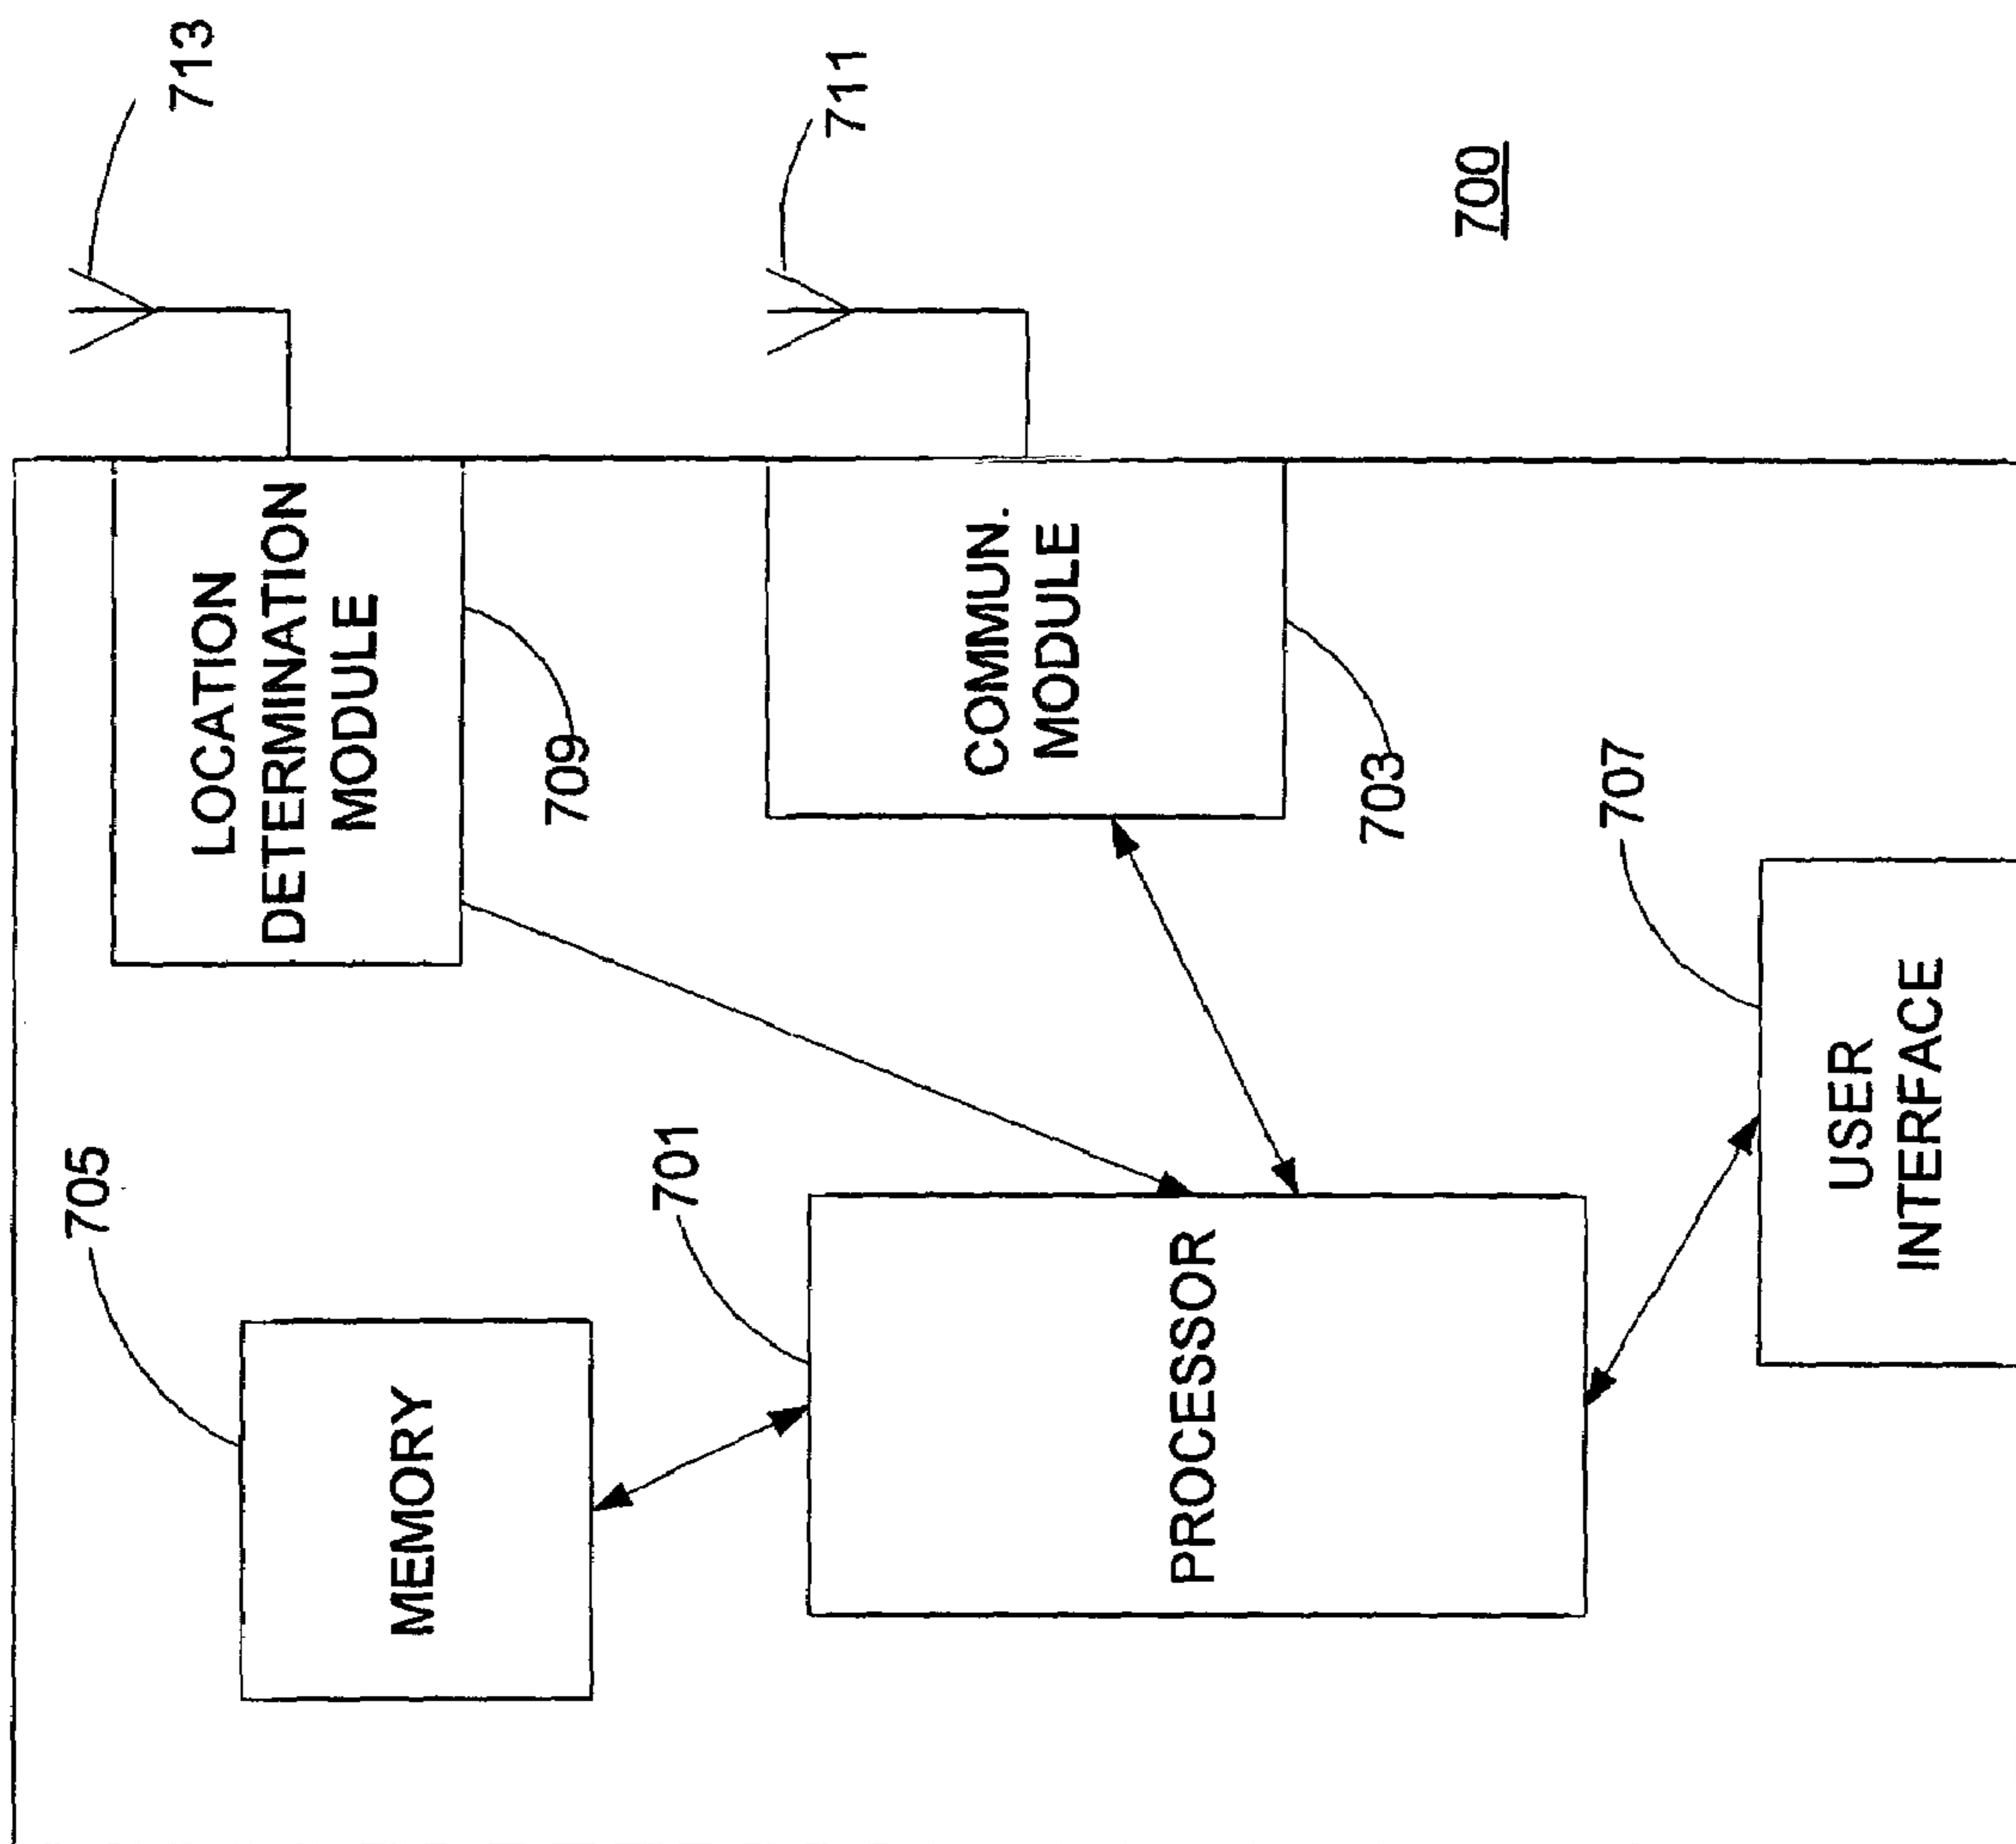 705
MEMORY
701
PROCESSOR
707
USER
INTERFACE
LOCATION
DETERMINATION
MODULE
709
COMMUN.
MODULE
703
713
711
700